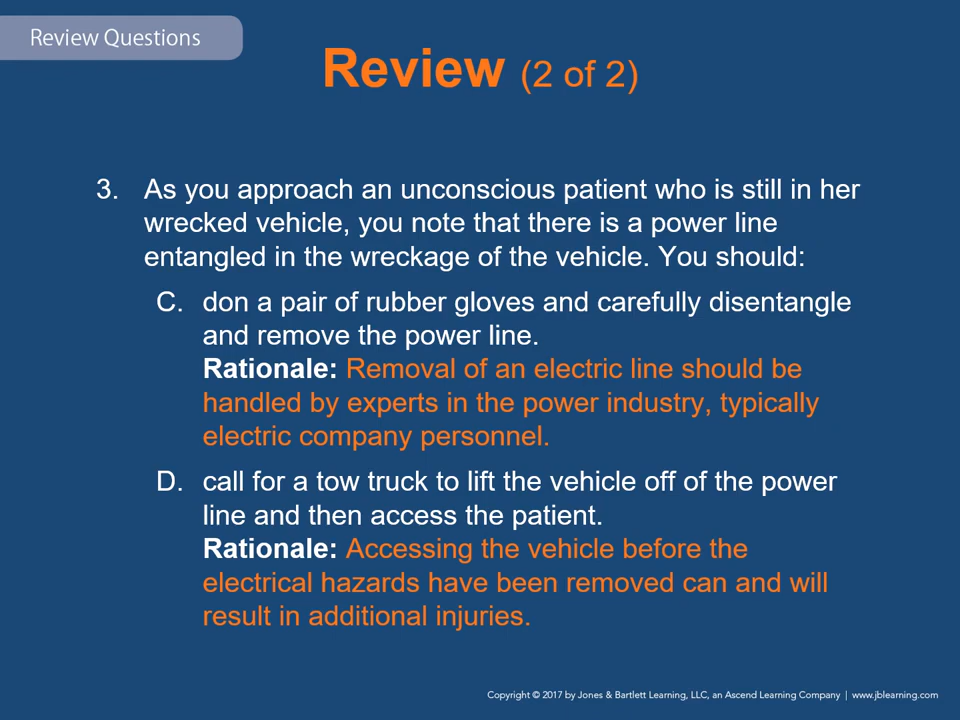 Review Questions
Review (2 of 2)
3. As you approach an unconscious patient who is still in her
wrecked vehicle, you note that there is a power line
entangled in the wreckage of the vehicle. You should:
C. don a pair of rubber gloves and carefully disentangle
and remove the power line.
Rationale: Removal of an electric line should be
handled by experts in the power industry, typically
electric company personnel.
D. call for a tow truck to lift the vehicle off of the power
line and then access the patient.
Rationale: Accessing the vehicle before the
electrical hazards have been removed can and will
result in additional injuries.
Copyright © 2017 by Jones & Bartlett Learning, LLC, an Ascend Learning Company | www.jblearning.com